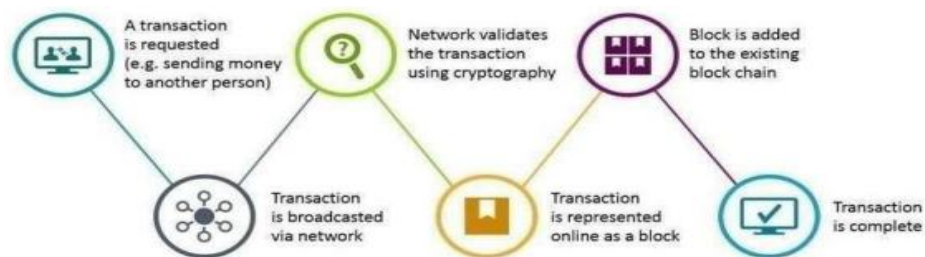 A transaction
is requested
(e.g. sending money
to another person)
Transaction
is broadcasted
via network
?
Network validates
the transaction
using cryptography
Transaction
is represented
online as a block
Block is added
to the existing
block chain
Transaction
is complete